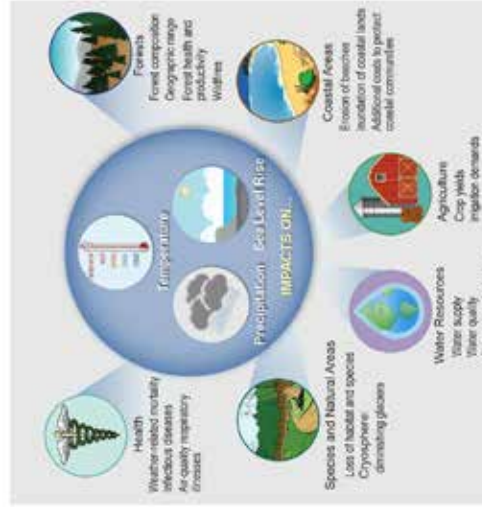 Temperature
Precipitation
Sea Level Rise
IMPACTS ON...
Health
Weather-related mortality
Infectious diseases
Air-quality respiratory
illnesses
Species and Natural Areas
Loss of habitat and species
Cryosphere:
diminishing glaciers
Water Resources
Water supply
Water quality
Agriculture
Crop yields
Irrigation demands
Coastal Areas
Erosion of beeches
Inundation of coastal lands
Additional costs to protect
coastal communities
Forests
Forest composition
Geographic range
Forest health and
productivity
Wildfires